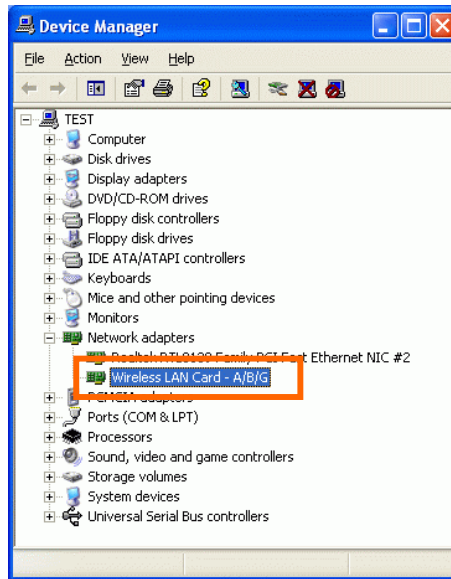 Device Manager
File Action View Help
TEST
Computer
Disk drives
Display adapters
DVD/CD-ROM drives
Floppy disk controllers
Floppy disk drives
IDE ATA/ATAPI controllers
Keyboards
Mice and other pointing devices
Monitors
Network adapters
Realtek RTL8139 Family PCI Fast Ethernet NIC #2
Wireless LAN Card - A/B/G
PCMCIA adapters
Ports (COM & LPT)
Processors
Sound, video and game controllers
Storage volumes
System devices
Universal Serial Bus controllers